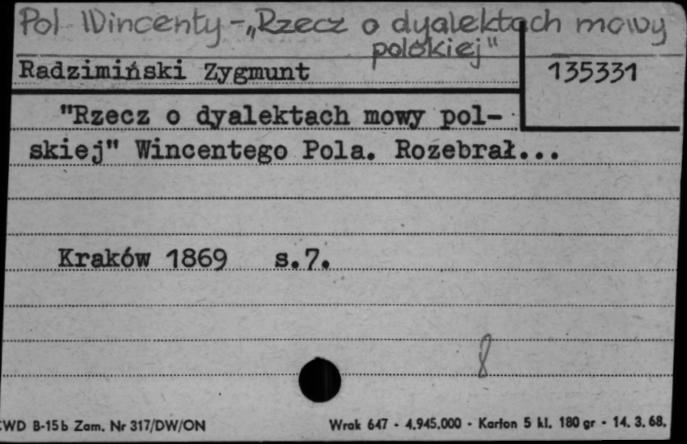 Pol Wincenty - „Rzecz o dyalektach mowy
polskiej"
Radzimiński Zygmunt
135331
"Rzecz o dyalektach mowy pol-
skiej" Wincentego Pola. Rozebrał...
Kraków 1869 s.7.
8
CWD B-15b Zam. Nr 317/DW/ON Wrak 647 - 4.945.000 - Karton 5 kl. 180 gr - 14. 3. 68.